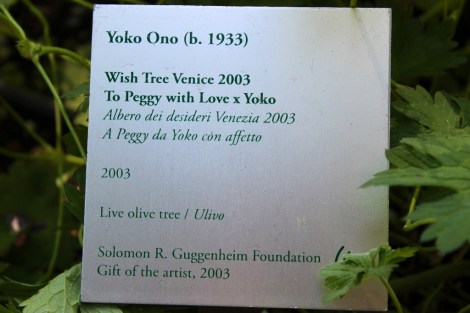 Yoko Ono (b. 1933)
Wish Tree Venice 2003
To Peggy with Love x Yoko
Albero dei desideri Venezia 2003
A Peggy da Yoko con affetto
2003
Live olive tree / Ulivo
Solomon R. Guggenheim Foundation
Gift of the artist, 2003